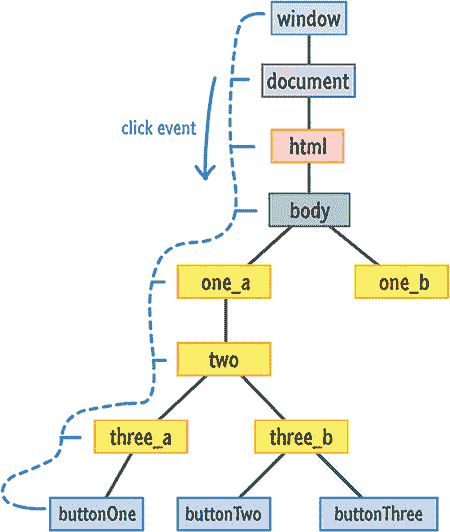 window
document
click event
html
body
one_a
one_b
two
three_a
three_b
buttonOne
buttonTwo
buttonThree